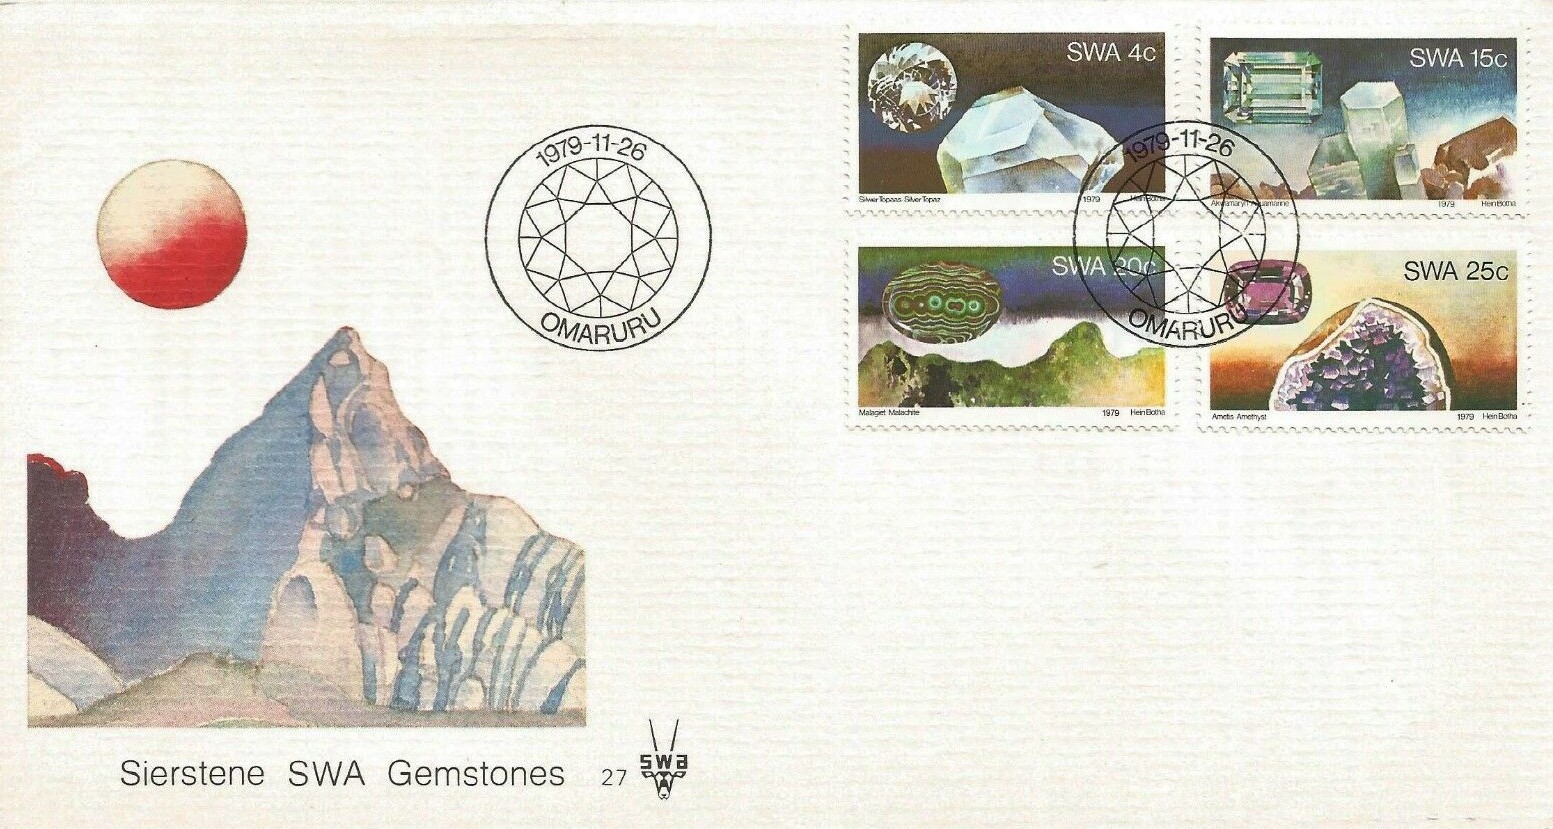 1979-11-26
OMARURU
SWA 4c
Silwer Topaas Silver Topaz 1979 Hein Botha
SWA 15c
Akwamaryn Aquamarine 1979 Hein Botha
SWA 20c
Malagiet Malachite 1979 Hein Botha
SWA 25c
Ametis Amethyst 1979 Hein Botha
1979-11-26
OMARURU
Sierstene SWA Gemstones 27
swa